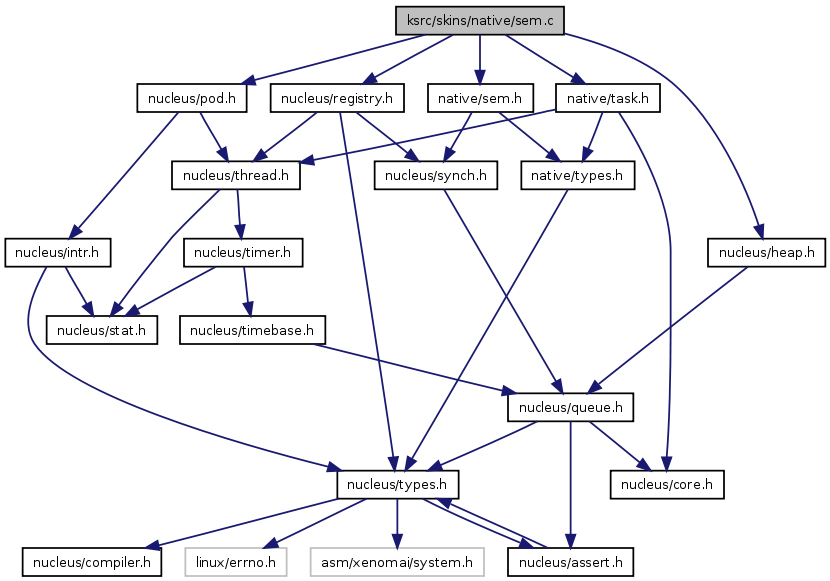 ksrc/skins/native/sem.c
nucleus/pod.h
nucleus/registry.h
native/sem.h
native/task.h
nucleus/thread.h
nucleus/synch.h
native/types.h
nucleus/intr.h
nucleus/timer.h
nucleus/heap.h
nucleus/stat.h
nucleus/timebase.h
nucleus/queue.h
nucleus/types.h
nucleus/core.h
nucleus/compiler.h
linux/errno.h
asm/xenomai/system.h
nucleus/assert.h